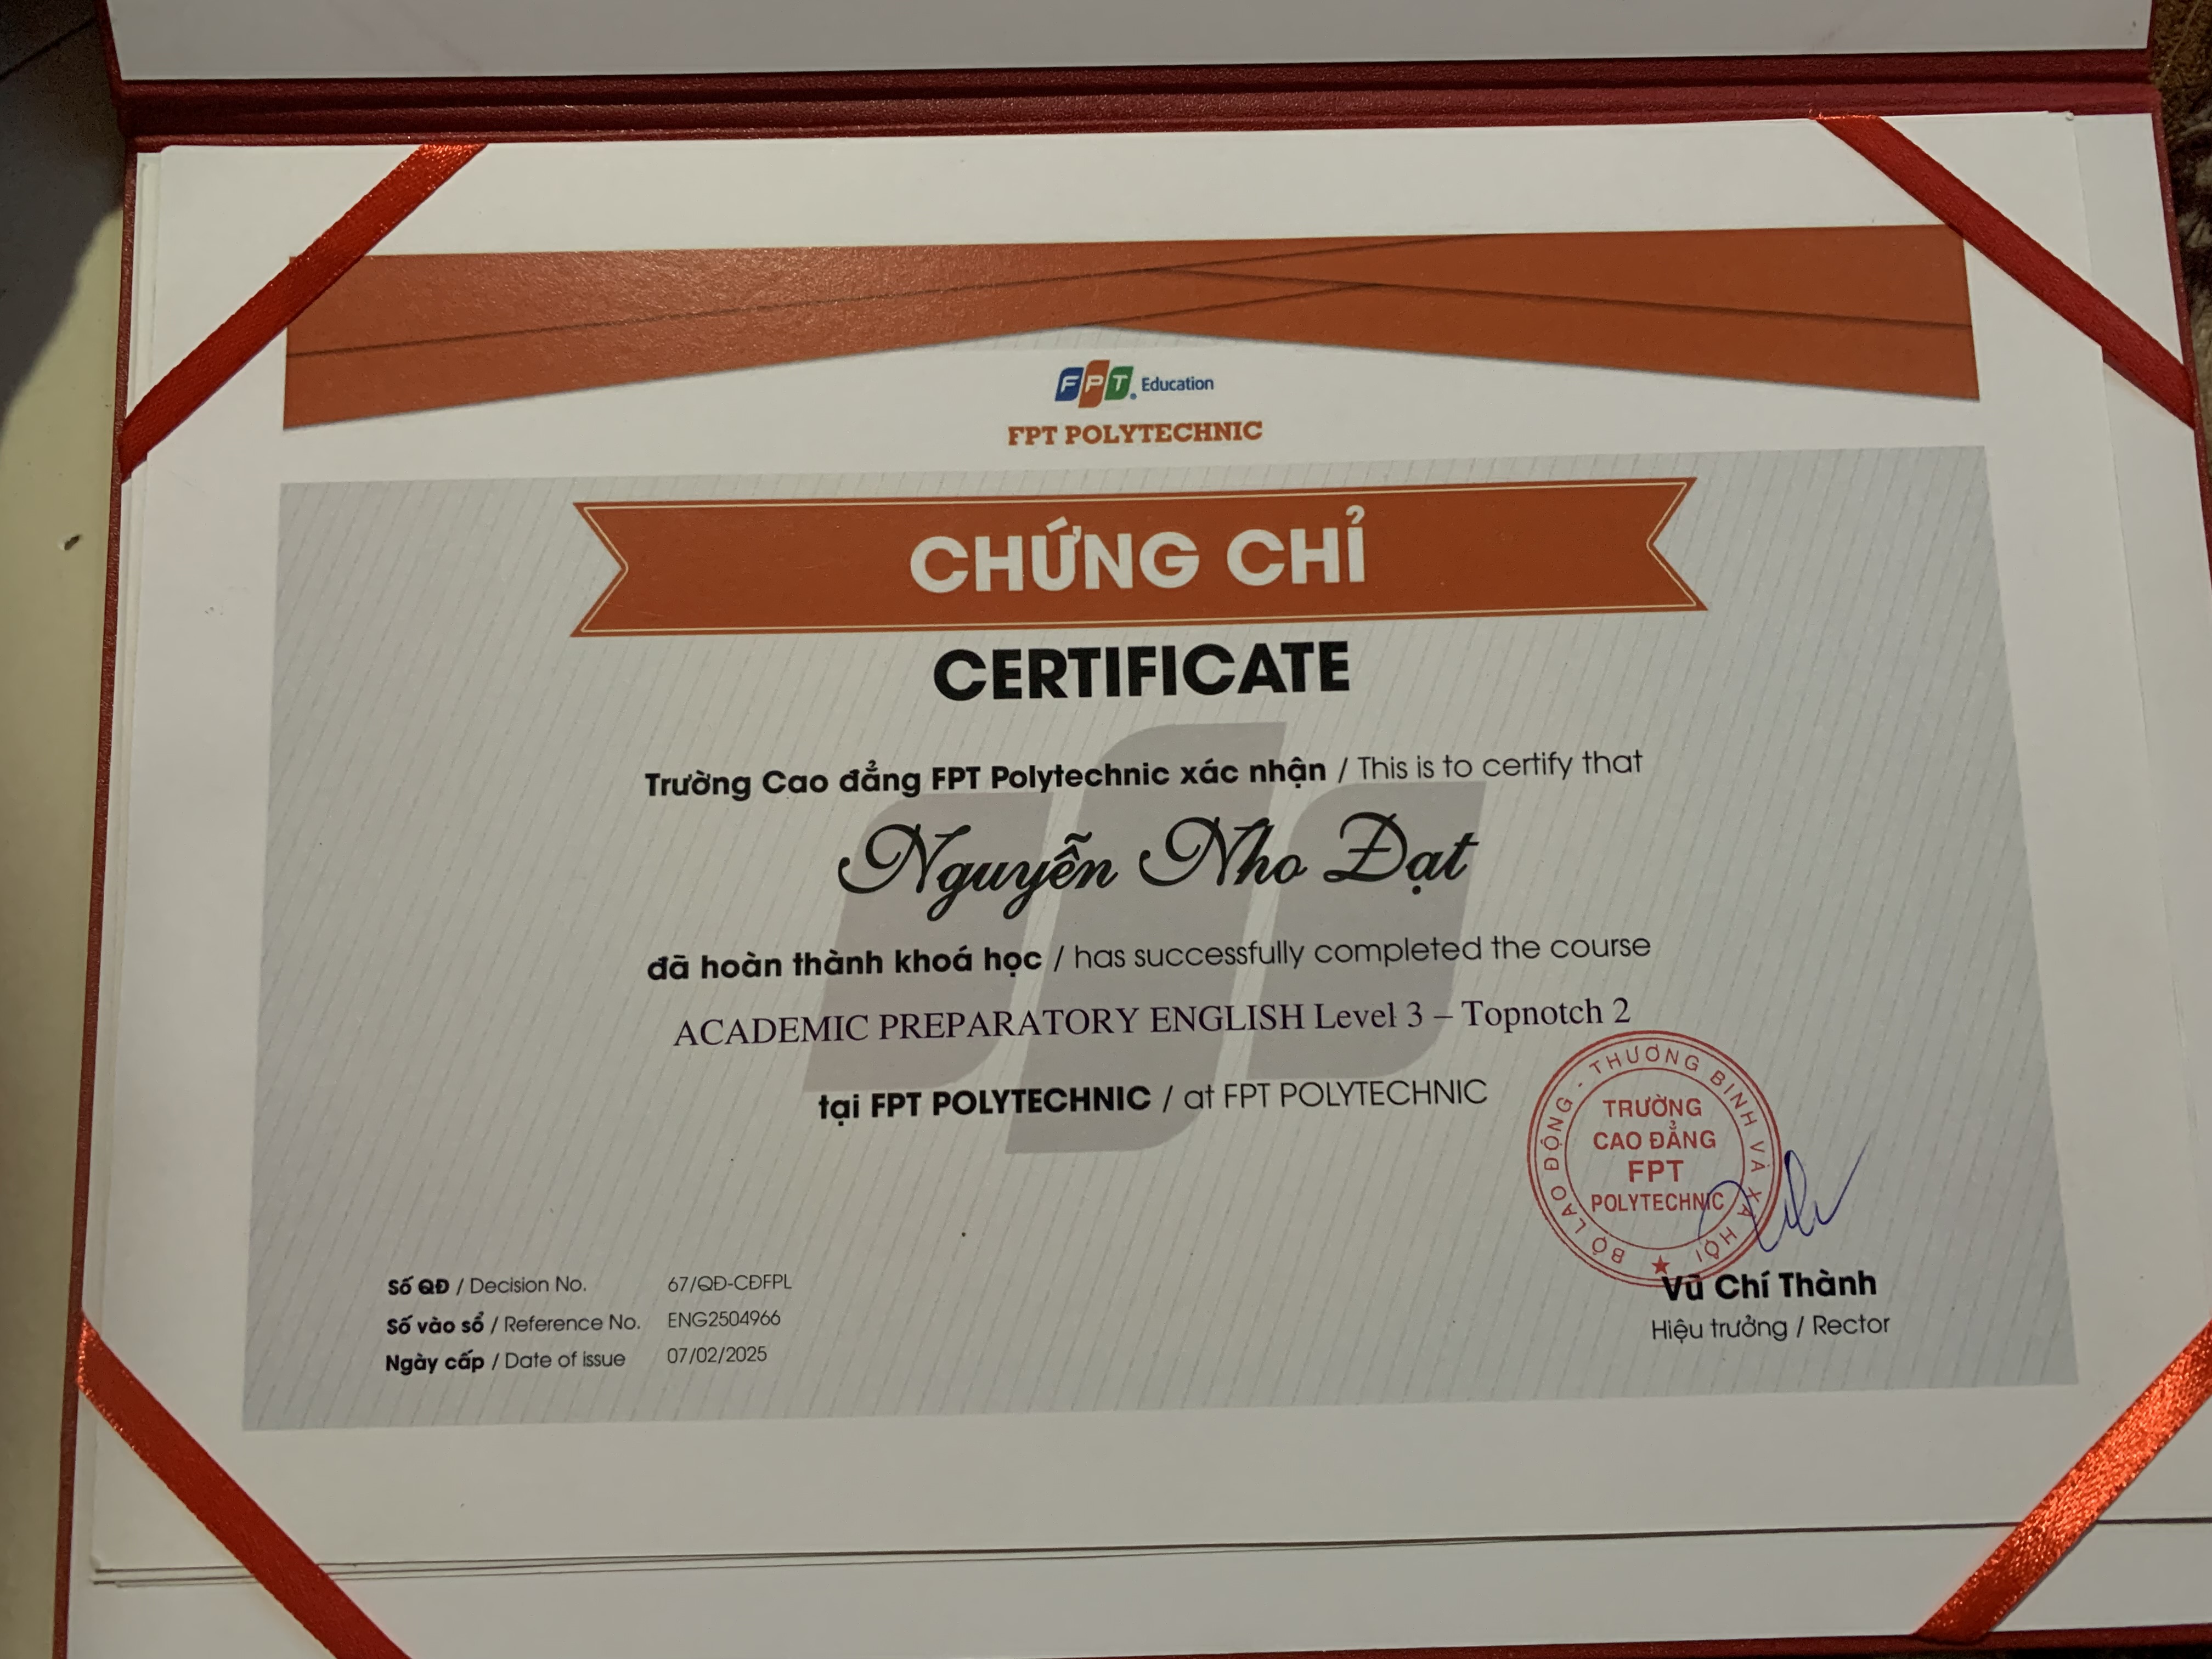 FPT. Education
FPT POLYTECHNIC
CHỨNG CHỈ
CERTIFICATE
Trường Cao đẳng FPT Polytechnic xác nhận / This is to certify that
Nguyễn Nho Đạt
đã hoàn thành khoá học / has successfully completed the course
ACADEMIC PREPARATORY ENGLISH Level 3 – Topnotch 2
tại FPT POLYTECHNIC / at FPT POLYTECHNIC
BỘ LAO ĐỘNG - THƯƠNG BINH VÀ XÃ HỘI
TRƯỜNG
CAO ĐẲNG
FPT
POLYTECHNIC
Số QĐ / Decision No. 67/QĐ-CĐFPL
Số vào sổ / Reference No. ENG2504966
Ngày cấp / Date of issue 07/02/2025
Vũ Chí Thành
Hiệu trưởng / Rector